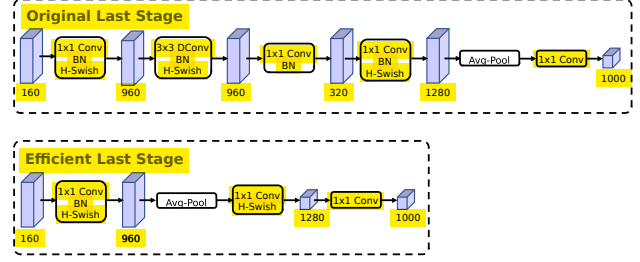 Original Last Stage
1x1 Conv
BN
H-Swish
3x3 DConv
BN
H-Swish
1x1 Conv
BN
1x1 Conv
BN
H-Swish
Avg-Pool
1x1 Conv
160
960
960
320
1280
1000
Efficient Last Stage
1x1 Conv
BN
H-Swish
Avg-Pool
1x1 Conv
H-Swish
1x1 Conv
160
960
1280
1000